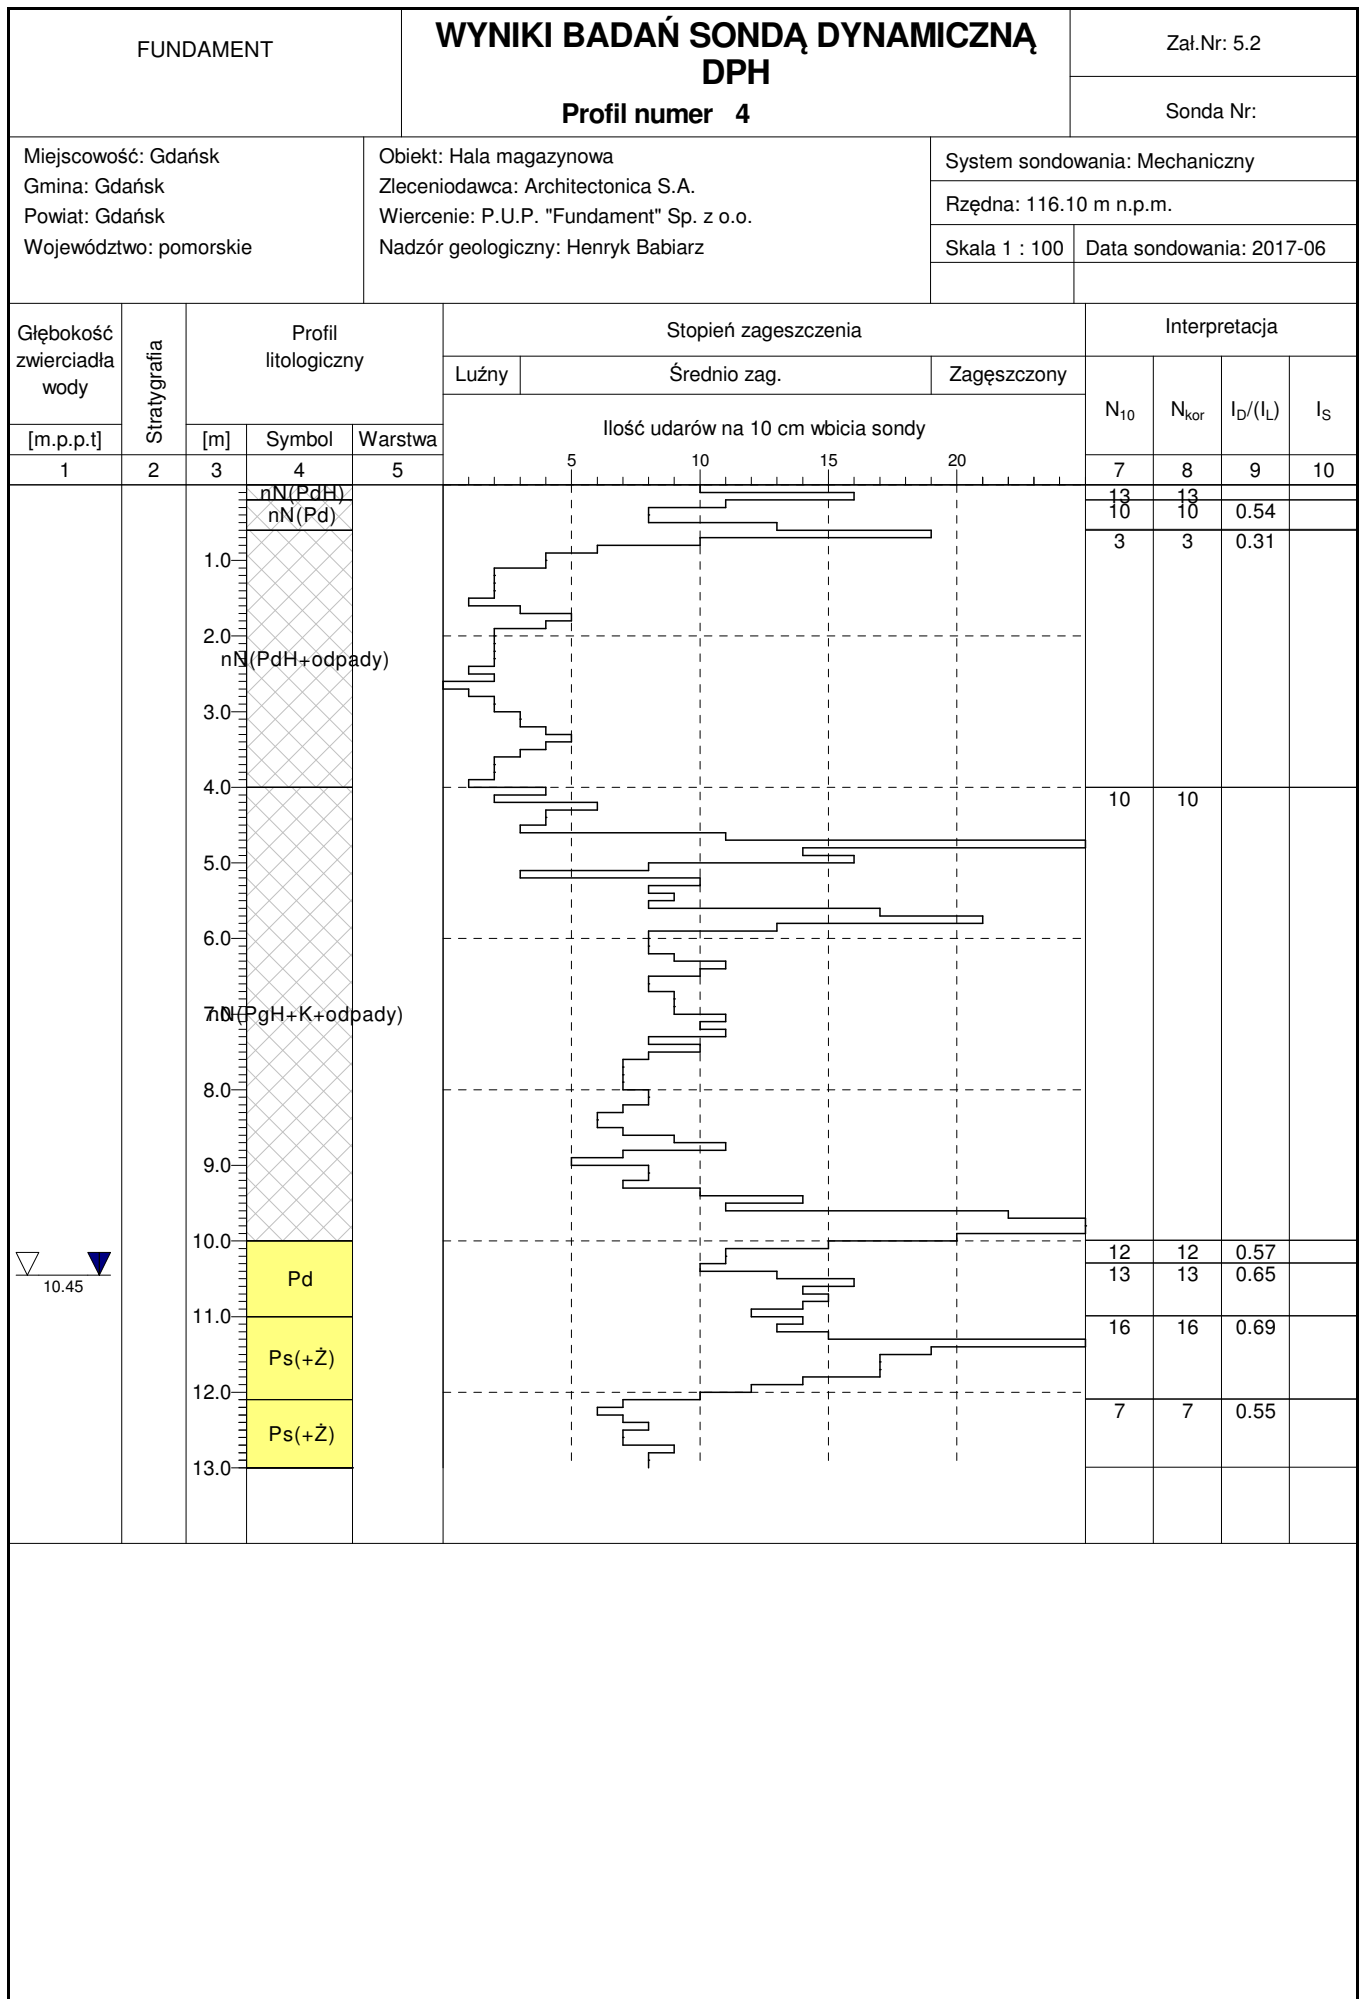 FUNDAMENT
WYNIKI BADAŃ SONDĄ DYNAMICZNĄ
DPH
Profil numer 4
Zał.Nr: 5.2
Sonda Nr:
Miejscowość: Gdańsk
Gmina: Gdańsk
Powiat: Gdańsk
Województwo: pomorskie
Obiekt: Hala magazynowa
Zleceniodawca: Architectonica S.A.
Wiercenie: P.U.P. "Fundament" Sp. z o.o.
Nadzór geologiczny: Henryk Babiarz
System sondowania: Mechaniczny
Rzędna: 116.10 m n.p.m.
Skala 1 : 100
Data sondowania: 2017-06
Głębokość
zwierciadła
wody
[m.p.p.t]
Stratygrafia
Profil
litologiczny
[m]
Symbol
Warstwa
Stopień zageszczenia
Luźny
Średnio zag.
Zagęszczony
Ilość udarów na 10 cm wbicia sondy
Interpretacja
N10
Nkor
ID/(IL)
IS
1
2
3
4
5
5
10
15
20
7
8
9
10
nN(PdH)
13 13
nN(Pd)
10 10 0.54
3 3 0.31
1.0
2.0
nN(PdH+odpady)
3.0
4.0
10 10
5.0
6.0
7.0
nN(PgH+K+odpady)
8.0
9.0
10.0
12 12 0.57
10.45
Pd
13 13 0.65
11.0
16 16 0.69
Ps(+Ż)
12.0
7 7 0.55
Ps(+Ż)
13.0